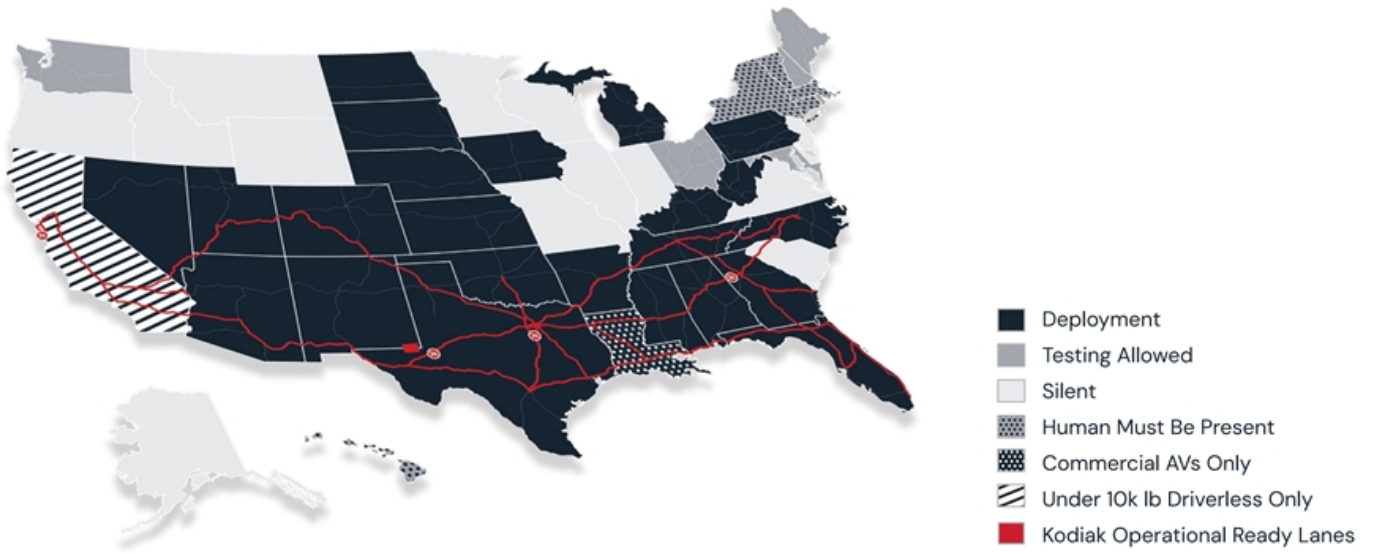 Deployment
Testing Allowed
Silent
Human Must Be Present
Commercial AVs Only
Under 10k lb Driverless Only
Kodiak Operational Ready Lanes